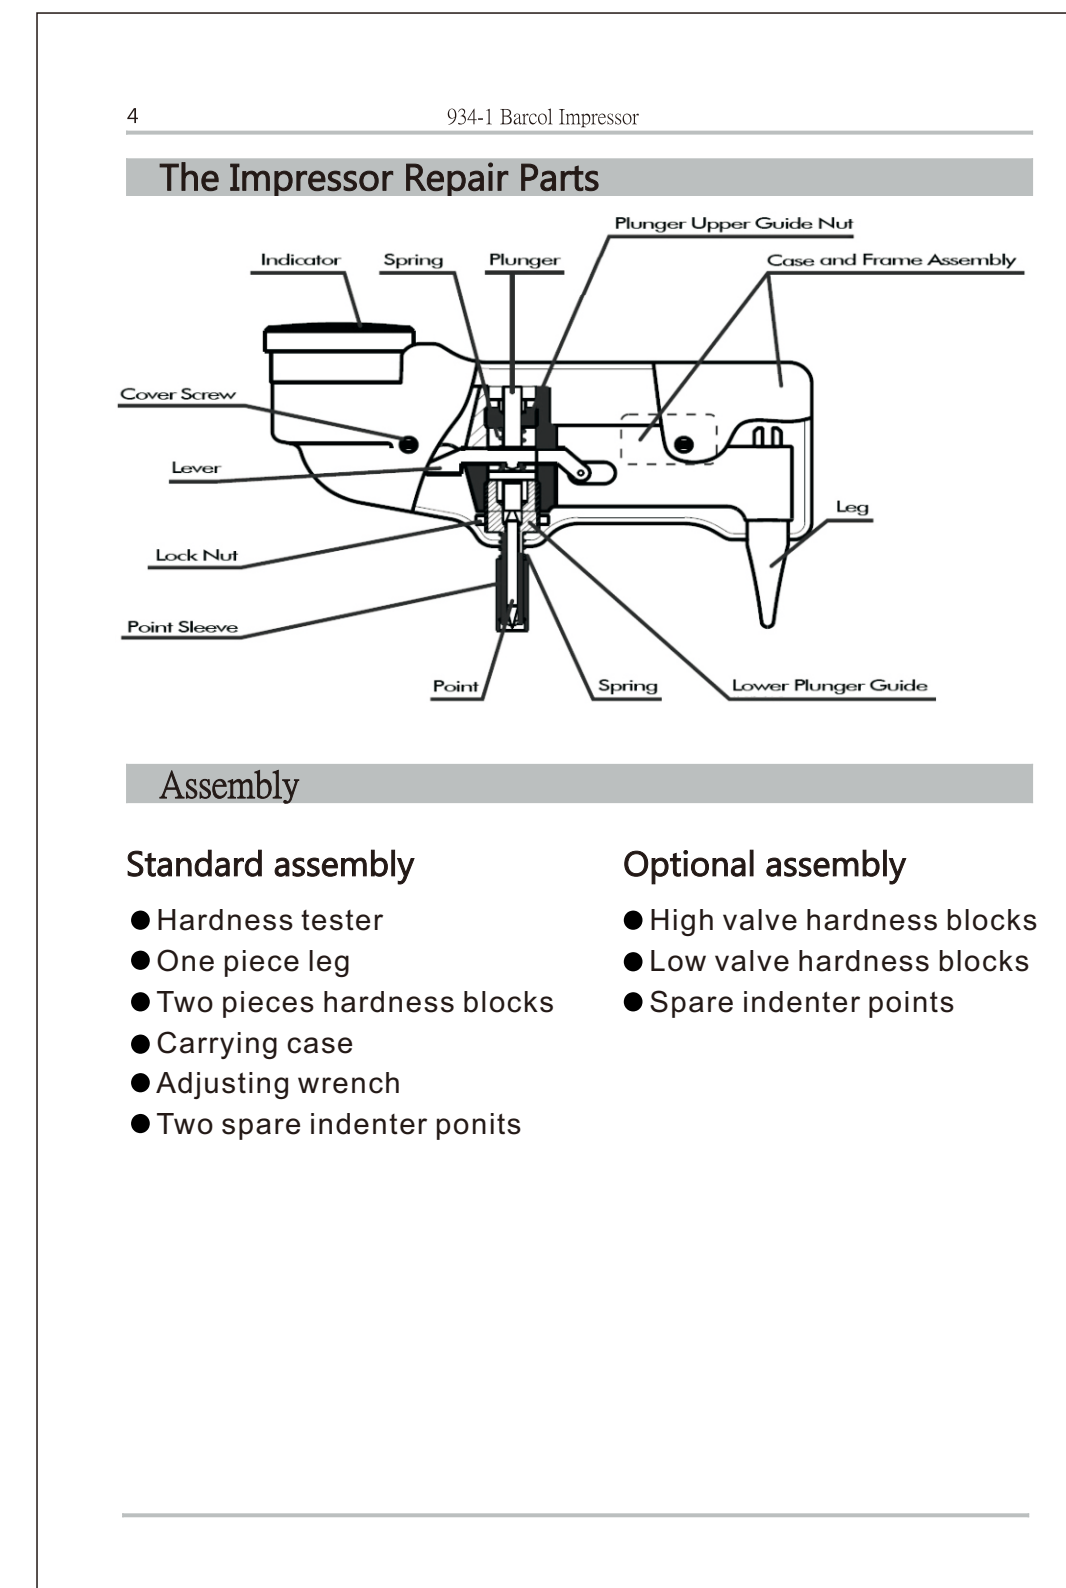 4
934-1 Barcol Impressor
The Impressor Repair Parts
Plunger Upper Guide Nut
Indicator
Spring
Plunger
Case and Frame Assembly
Cover Screw
Lever
Leg
Lock Nut
Point Sleeve
Point
Spring
Lower Plunger Guide
Assembly
Standard assembly
● Hardness tester
● One piece leg
● Two pieces hardness blocks
● Carrying case
● Adjusting wrench
● Two spare indenter ponits
Optional assembly
● High valve hardness blocks
● Low valve hardness blocks
● Spare indenter points